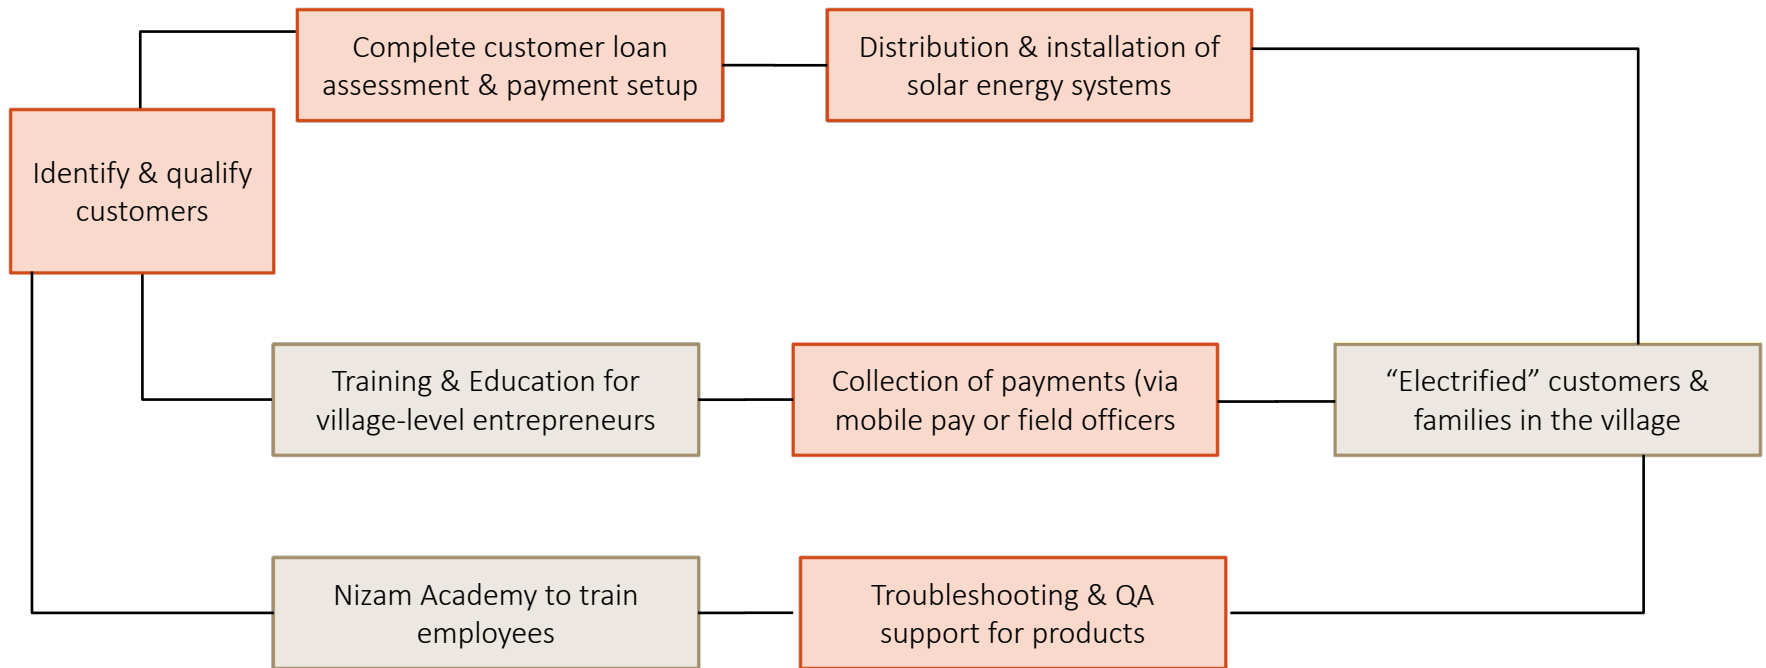 Complete customer loan
assessment & payment setup
Distribution & installation of
solar energy systems
Identify & qualify
customers
Training & Education for
village-level entrepreneurs
Collection of payments (via
mobile pay or field officers
“Electrified” customers &
families in the village
Nizam Academy to train
employees
Troubleshooting & QA
support for products